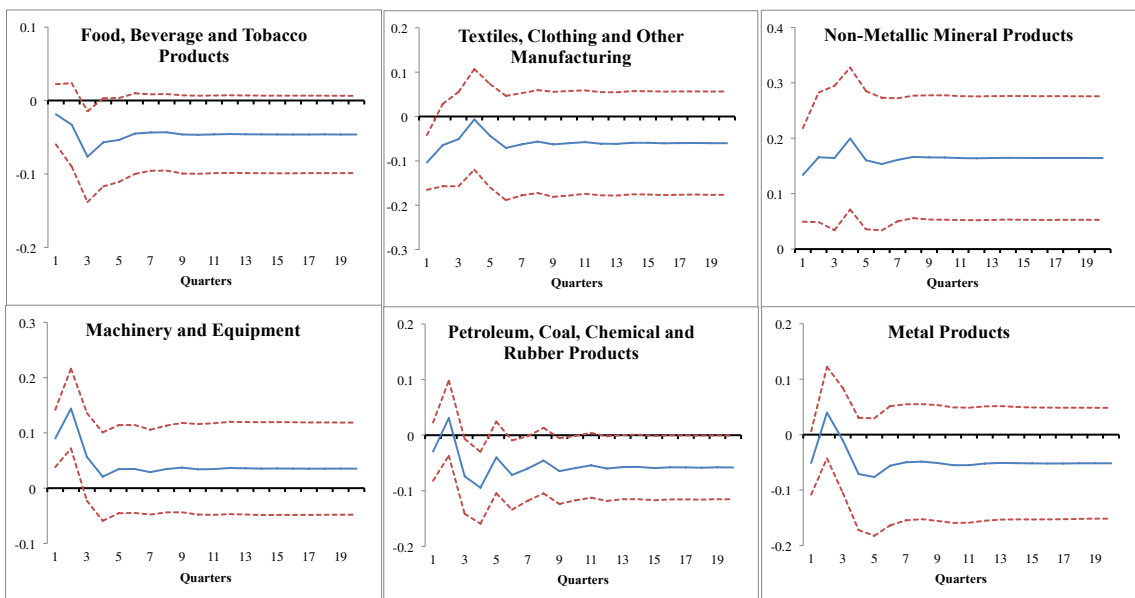 Food, Beverage and Tobacco
Products
0.1
0
-0.1
-0.2
1 3 5 7 9 11 13 15 17 19
Quarters
Textiles, Clothing and Other
Manufacturing
0.2
0.1
0
-0.1
-0.2
-0.3
1 3 5 7 9 11 13 15 17 19
Quarters
Non-Metallic Mineral Products
0.4
0.3
0.2
0.1
0
1 3 5 7 9 11 13 15 17 19
Quarters
Machinery and Equipment
0.3
0.2
0.1
0
-0.1
1 3 5 7 9 11 13 15 17 19
Quarters
Petroleum, Coal, Chemical and
Rubber Products
0.2
0.1
0
-0.1
-0.2
1 3 5 7 9 11 13 15 17 19
Quarters
Metal Products
0.2
0.1
0
-0.1
-0.2
1 3 5 7 9 11 13 15 17 19
Quarters